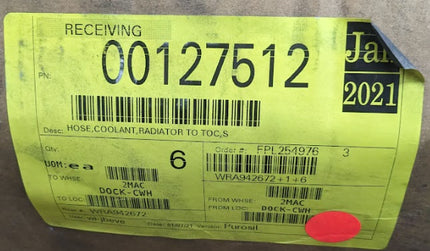 RECEIVING
PN: 00127512
Jan
2021
Desc: HOSE,COOLANT,RADIATOR TO TOC,S
Qty: 6
UOM: ea
Order #: FPL254976 3
WRA942672+1+6
TO WHSE: 2MAC
TO LOC: DOCK-CWH
FROM WHSE: 2MAC
FROM LOC: DOCK-CWH
WRA942672
Purosil